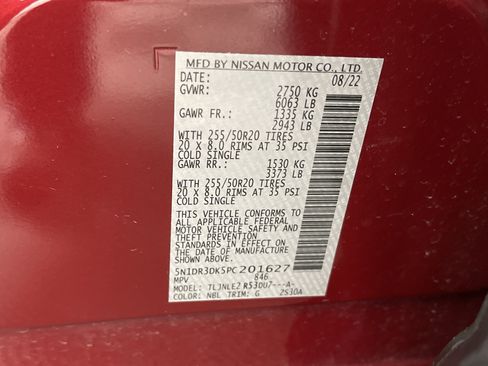 MFD BY NISSAN MOTOR CO., LTD.
DATE: 08/22
GVWR: 2750 KG
6063 LB
GAWR FR.: 1335 KG
2943 LB
WITH 255/50R20 TIRES
20 X 8.0 RIMS AT 35 PSI
COLD SINGLE
GAWR RR.: 1530 KG
3373 LB
WITH 255/50R20 TIRES
20 X 8.0 RIMS AT 35 PSI
COLD SINGLE
THIS VEHICLE CONFORMS TO
ALL APPLICABLE FEDERAL
MOTOR VEHICLE SAFETY AND
THEFT PREVENTION
STANDARDS IN EFFECT ON
THE DATE OF MANUFACTURE
SHOWN ABOVE.
5N1DR3DK5PC201627
MPV 846
MODEL: TLJNLEZ R53DU7---A-
COLOR: NBL TRIM: G 2S30A